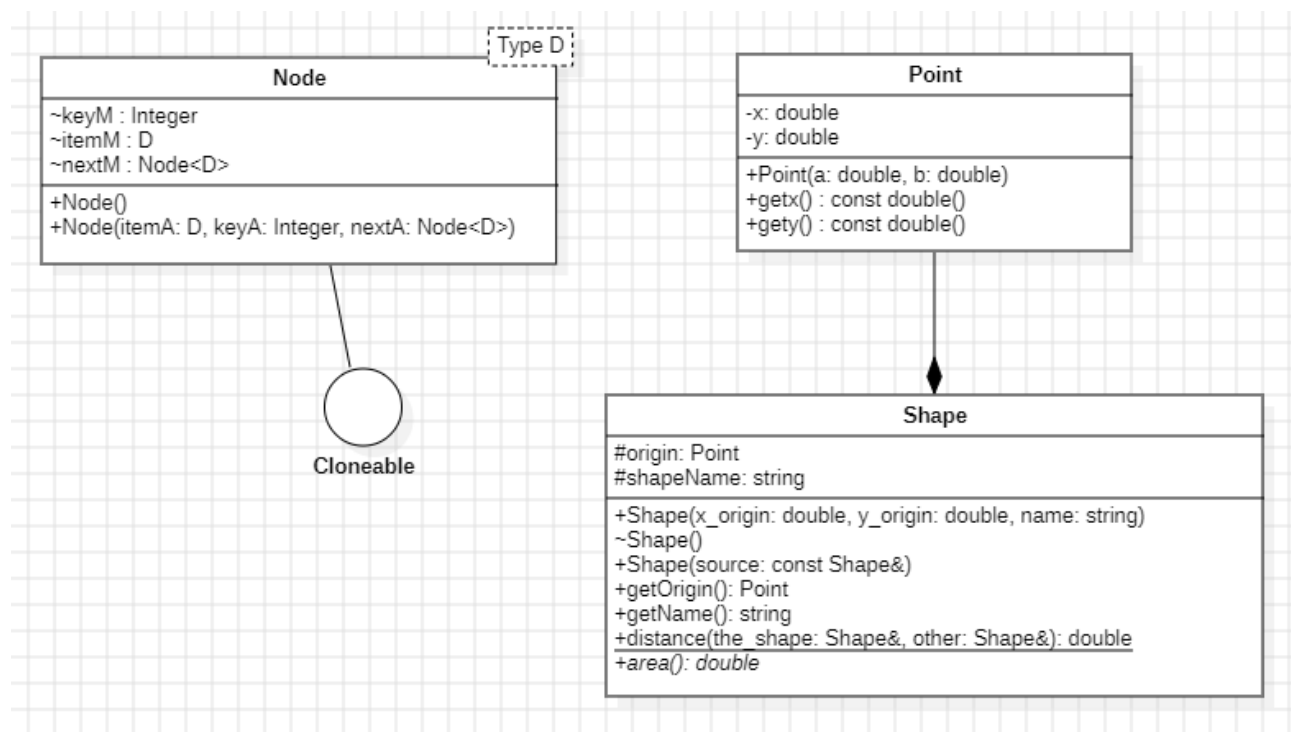 Type D
Node
~keyM : Integer
~itemM : D
~nextM : Node<D>
+Node()
+Node(itemA: D, keyA: Integer, nextA: Node<D>)
Cloneable
Point
-x: double
-y: double
+Point(a: double, b: double)
+getx() : const double()
+gety() : const double()
Shape
#origin: Point
#shapeName: string
+Shape(x_origin: double, y_origin: double, name: string)
~Shape()
+Shape(source: const Shape&)
+getOrigin(): Point
+getName(): string
+distance(the_shape: Shape&, other: Shape&): double
+area(): double